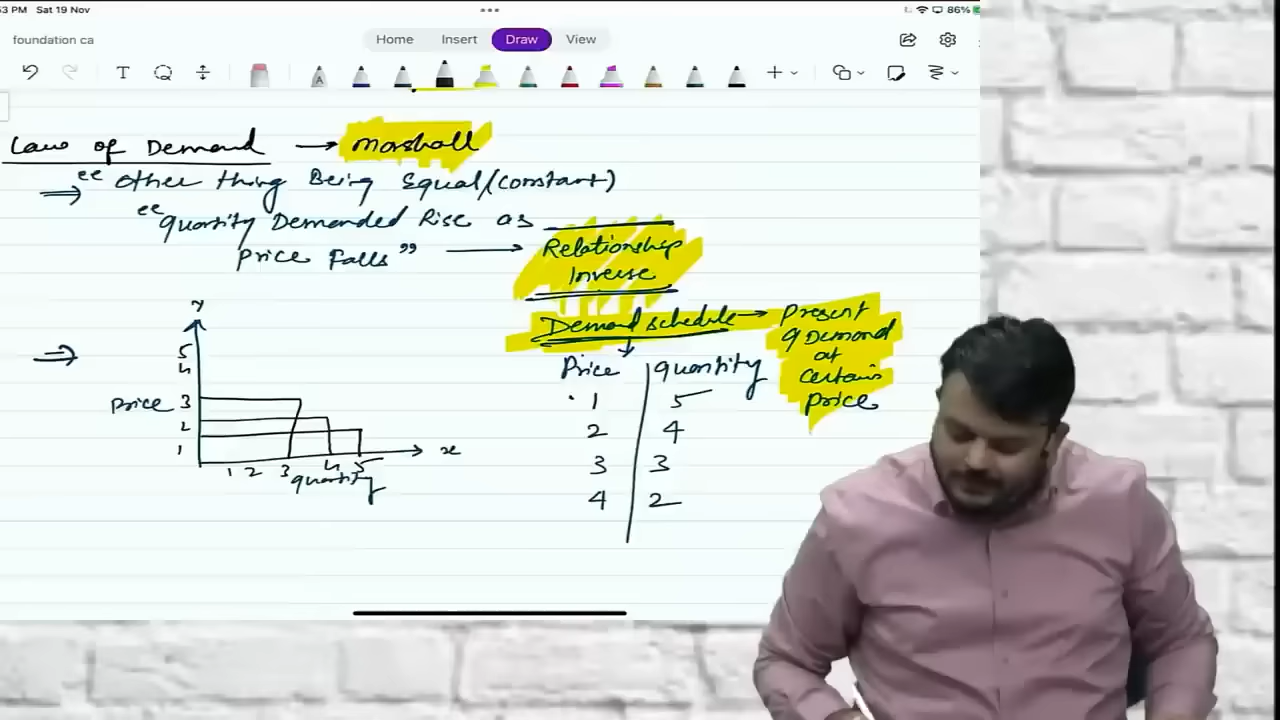 53 PM Sat 19 Nov
86%
foundation ca
Home Insert Draw View
Law of Demand → Marshall
⇒ "Other thing Being Equal/(constant)
"quantity Demanded Rise as
Price Falls" → Relationship
Inverse
Demand schedule → Present
q Demand
at
Certain
price
Price quantity
1 5
2 4
3 3
4 2
y
5
4
Price 3
2
1
1 2 3 4 5
x
quantity